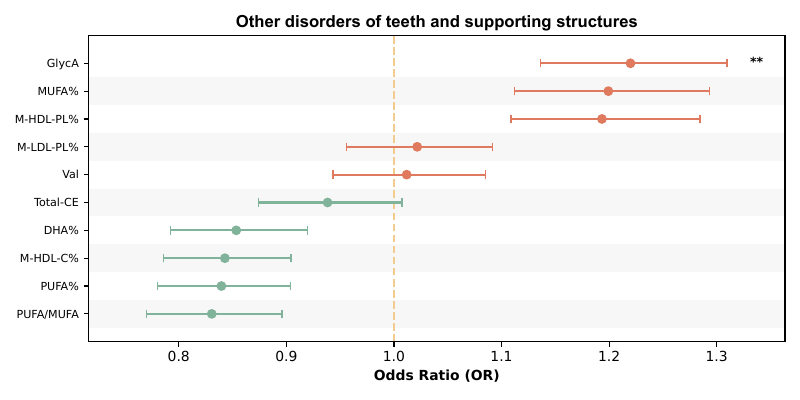 Other disorders of teeth and supporting structures
GlycA
**
MUFA%
M-HDL-PL%
M-LDL-PL%
Val
Total-CE
DHA%
M-HDL-C%
PUFA%
PUFA/MUFA
0.8 0.9 1.0 1.1 1.2 1.3
Odds Ratio (OR)